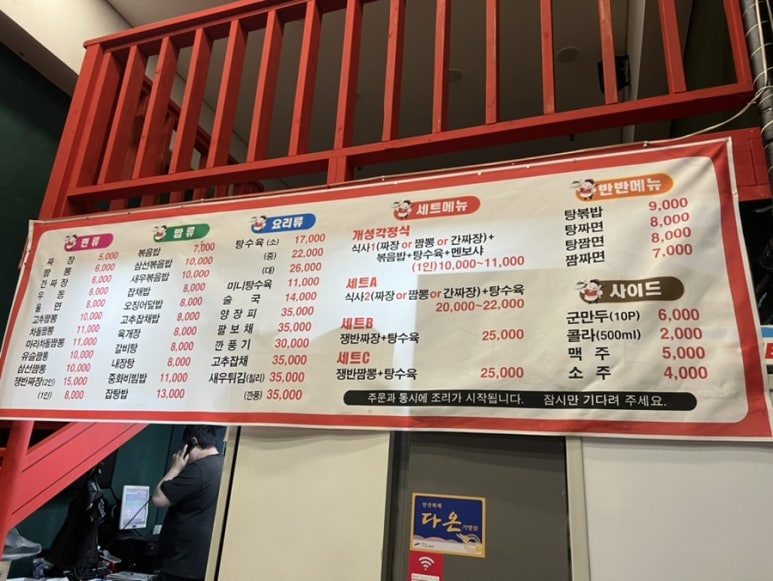 면 류
짜 장 5,000
짬 뽕 6,000
간 짜 장 6,000
우 동 8,000
울 면 8,000
고추짬뽕 10,000
차돌짬뽕 11,000
마라차돌짬뽕 11,000
유슬짬뽕 10,000
삼선짬뽕 10,000
쟁반짜장(2인) 15,000
(1인) 8,000
밥 류
볶음밥 7,000
삼선볶음밥 10,000
새우볶음밥 10,000
잡채밥 8,000
오징어덮밥 8,000
고추잡채밥 8,000
육개장 8,000
갈비탕 8,000
내장탕 8,000
중화비빔밥 11,000
잡탕밥 13,000
요리류
탕수육 (소) 17,000
(중) 22,000
(대) 26,000
미니탕수육 11,000
술 국 14,000
양 장 피 35,000
팔 보 채 35,000
깐 풍 기 30,000
고추잡채 35,000
새우튀김(칠리) 35,000
(깐풍) 35,000
세트메뉴
개성각정식
식사1(짜장 or 짬뽕 or 간짜장)+
볶음밥+탕수육+멘보샤
(1인) 10,000~11,000
세트A
식사2(짜장or짬뽕or간짜장)+탕수육
20,000~22,000
세트B
쟁반짜장+탕수육 25,000
세트C
쟁반짬뽕+탕수육 25,000
반반메뉴
탕볶밥 9,000
탕짜면 8,000
탕짬면 8,000
짬짜면 7,000
사이드
군만두(10P) 6,000
콜라(500ml) 2,000
맥 주 5,000
소 주 4,000
주문과 동시에 조리가 시작됩니다. 잠시만 기다려 주세요.
다온
가맹점